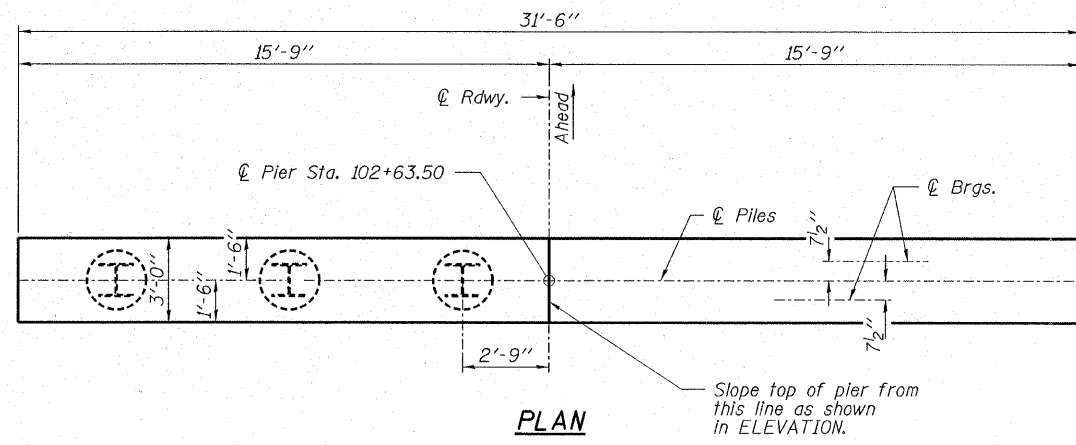 31'-6"
15'-9"
15'-9"
℄ Rdwy.
Ahead
℄ Pier Sta. 102+63.50
℄ Brgs.
℄ Piles
7½"
1'-6"
3'-0"
1'-6"
7½"
2'-9"
Slope top of pier from
this line as shown
in ELEVATION.
PLAN